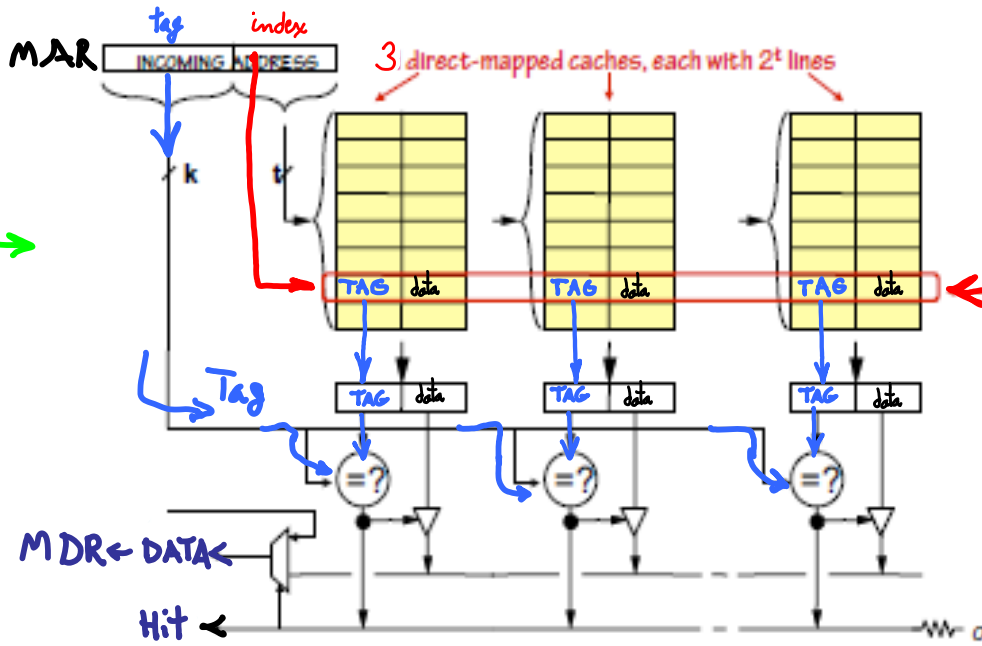 tag index
MAR INCOMING ADDRESS 3 direct-mapped caches, each with 2ᵗ lines
k t
TAG data TAG data TAG data
Tag
TAG data TAG data TAG data
=? =? =?
MDR ← DATA
Hit